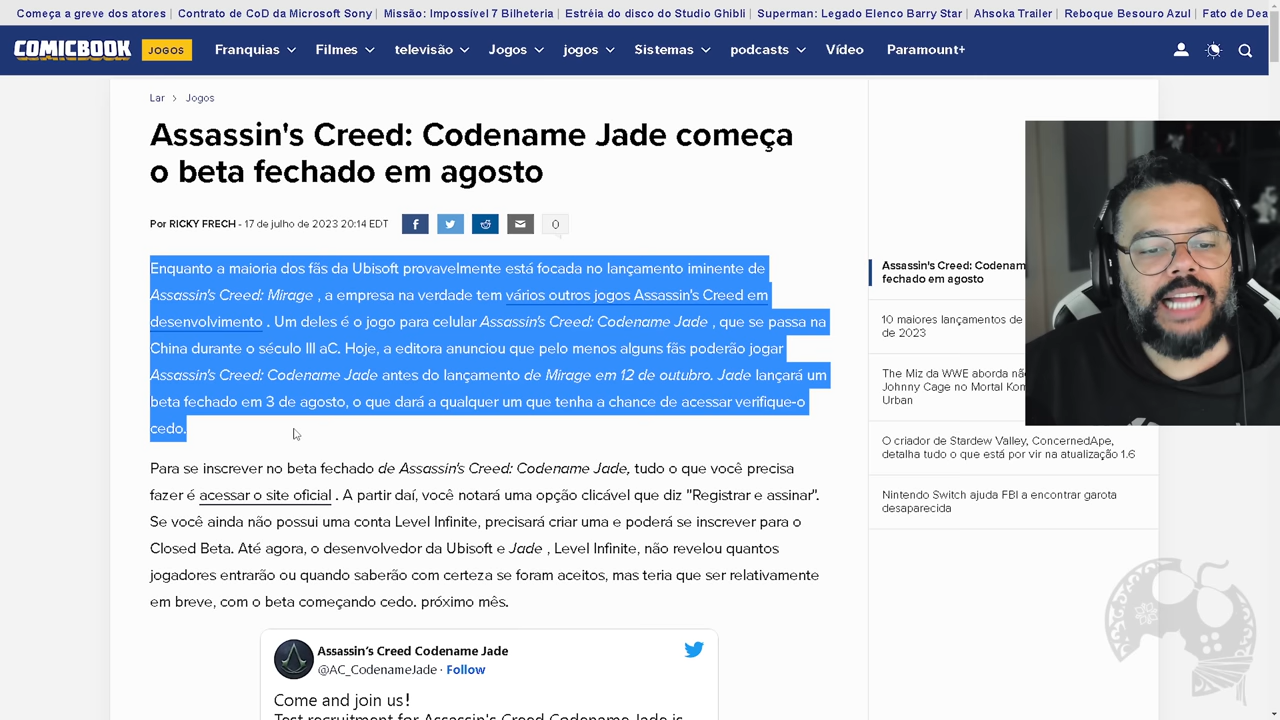 Começa a greve dos atores | Contrato de CoD da Microsoft Sony | Missão: Impossível 7 Bilheteria | Estréia do disco do Studio Ghibli | Superman: Legado Elenco Barry Star | Ahsoka Trailer | Reboque Besouro Azul | Fato de Dea
COMICBOOK JOGOS Franquias Filmes televisão Jogos jogos Sistemas podcasts Vídeo Paramount+
Lar > Jogos
Assassin's Creed: Codename Jade começa
o beta fechado em agosto
Por RICKY FRECH - 17 de julho de 2023 20:14 EDT 0
Enquanto a maioria dos fãs da Ubisoft provavelmente está focada no lançamento iminente de
Assassin's Creed: Mirage , a empresa na verdade tem vários outros jogos Assassin's Creed em
desenvolvimento . Um deles é o jogo para celular Assassin's Creed: Codename Jade , que se passa na
China durante o século III aC. Hoje, a editora anunciou que pelo menos alguns fãs poderão jogar
Assassin's Creed: Codename Jade antes do lançamento de Mirage em 12 de outubro. Jade lançará um
beta fechado em 3 de agosto, o que dará a qualquer um que tenha a chance de acessar verifique-o
cedo.
Para se inscrever no beta fechado de Assassin's Creed: Codename Jade, tudo o que você precisa
fazer é acessar o site oficial . A partir daí, você notará uma opção clicável que diz "Registrar e assinar".
Se você ainda não possui uma conta Level Infinite, precisará criar uma e poderá se inscrever para o
Closed Beta. Até agora, o desenvolvedor da Ubisoft e Jade , Level Infinite, não revelou quantos
jogadores entrarão ou quando saberão com certeza se foram aceitos, mas teria que ser relativamente
em breve, com o beta começando cedo. próximo mês.
Assassin's Creed Codename Jade
@AC_CodenameJade · Follow
Come and join us!
Test recruitment for Assassin's Creed Codename Jade is
Assassin's Creed: Codenam
fechado em agosto
10 maiores lançamentos de
de 2023
The Miz da WWE aborda nã
Johnny Cage no Mortal Kon
Urban
O criador de Stardew Valley, ConcernedApe,
detalha tudo o que está por vir na atualização 1.6
Nintendo Switch ajuda FBI a encontrar garota
desaparecida